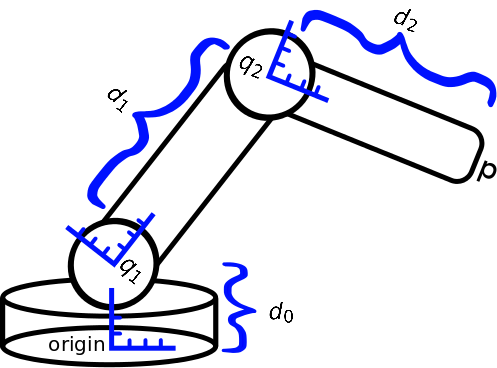 d₂
q₂
d₁
p
q₁
d₀
origin